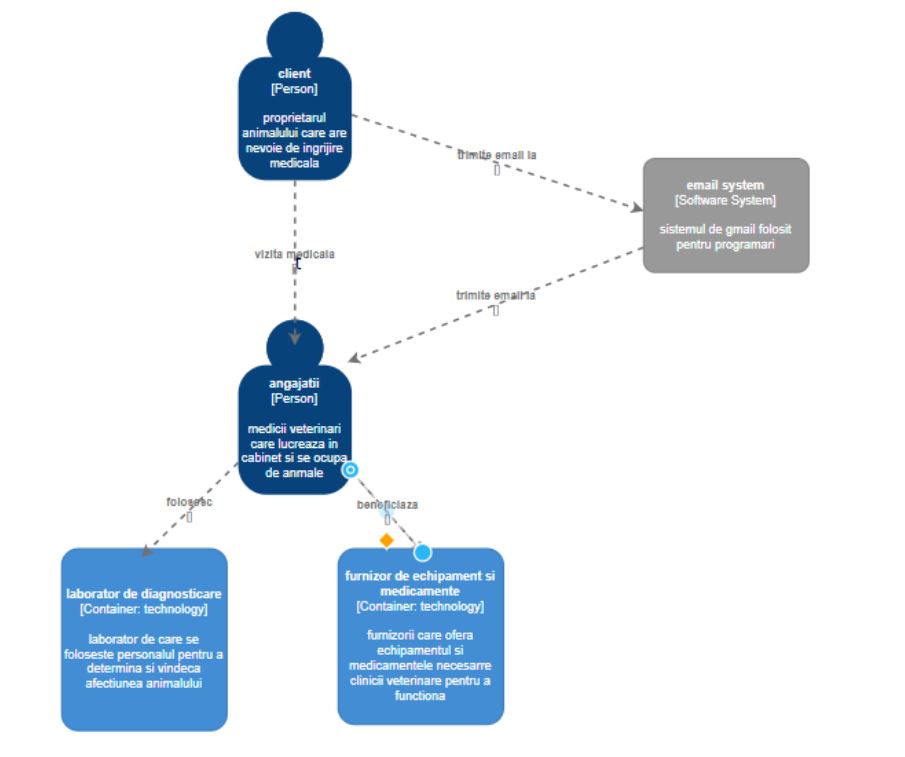 client
[Person]
proprietarul
animalului care are
nevoie de ingrijire
medicala
trimite email la
email system
[Software System]
sistemul de gmail folosit
pentru programari
vizita medicala
trimite email la
angajatii
[Person]
medicii veterinari
care lucreaza in
cabinet si se ocupa
de anmale
folosesc
beneficiaza
laborator de diagnosticare
[Container: technology]
laborator de care se
foloseste personalul pentru a
determina si vindeca
afectiunea animalului
furnizor de echipament si
medicamente
[Container: technology]
furnizorii care ofera
echipamentul si
medicamentele necesarre
clinicii veterinare pentru a
functiona